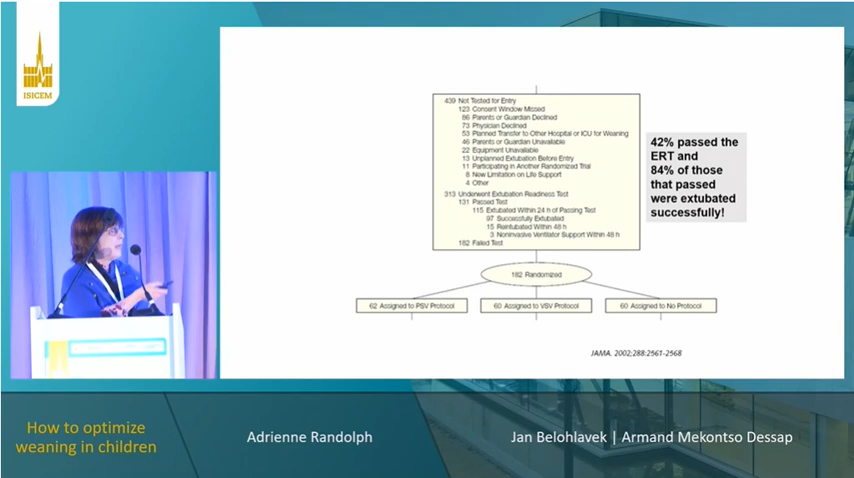 ISICEM
439 Not Tested for Entry
123 Consent Window Missed
86 Parents or Guardian Declined
73 Physician Declined
53 Planned Transfer to Other Hospital or ICU for Weaning
46 Parents or Guardian Unavailable
22 Equipment Unavailable
13 Unplanned Extubation Before Entry
11 Participating in Another Randomized Trial
8 New Limitation on Life Support
4 Other
313 Underwent Extubation Readiness Test
131 Passed Test
115 Extubated Within 24 h of Passing Test
97 Successfully Extubated
15 Reintubated Within 48 h
3 Noninvasive Ventilator Support Within 48 h
182 Failed Test
42% passed the
ERT and
84% of those
that passed
were extubated
successfully!
182 Randomized
62 Assigned to PSV Protocol
60 Assigned to VSV Protocol
60 Assigned to No Protocol
JAMA. 2002;288:2561-2568
How to optimize
weaning in children
Adrienne Randolph
Jan Belohlavek | Armand Mekontso Dessap